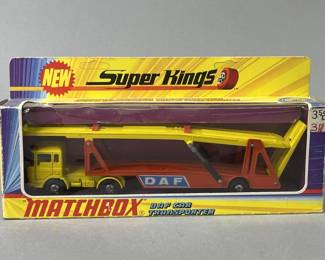 NEW
Super Kings
DAF
MATCHBOX DAF CAR
TRANSPORTER